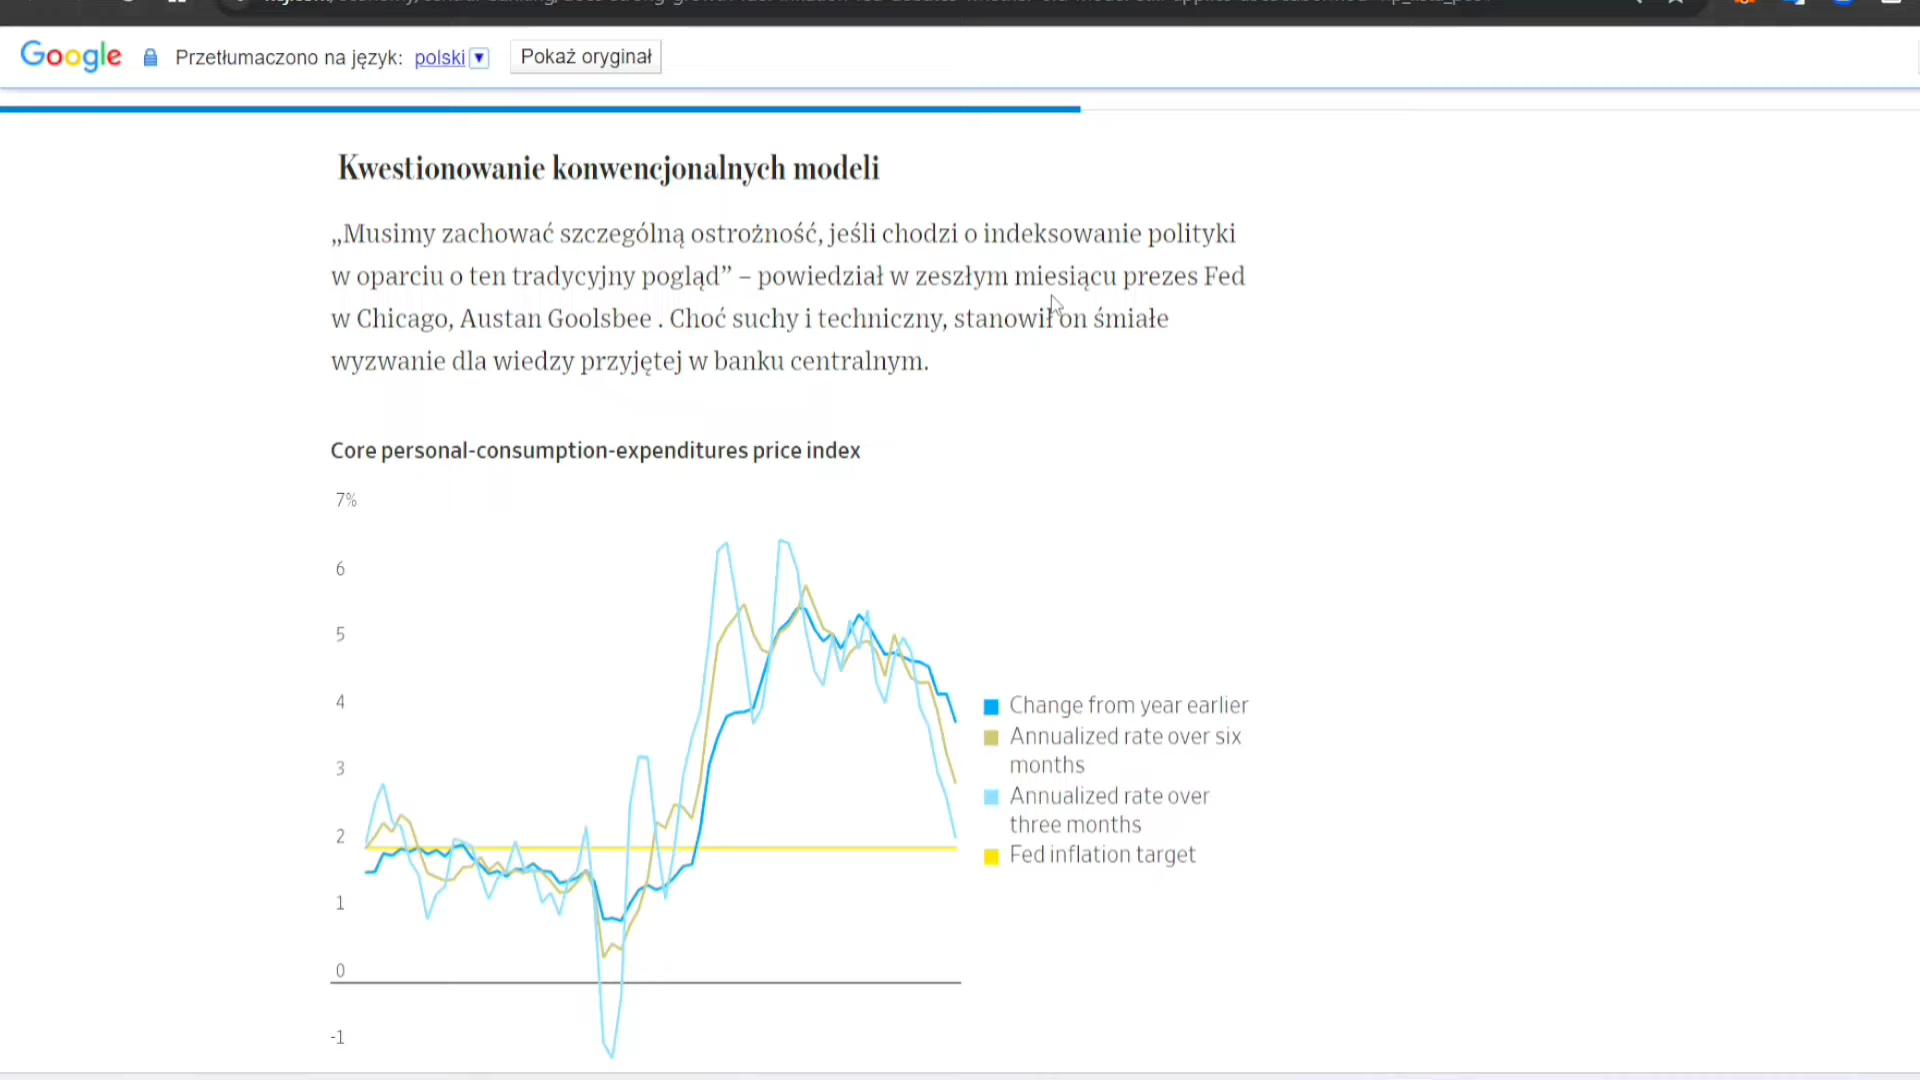 Google Przetłumaczono na język: polski Pokaż oryginał
Kwestionowanie konwencjonalnych modeli
„Musimy zachować szczególną ostrożność, jeśli chodzi o indeksowanie polityki
w oparciu o ten tradycyjny pogląd” – powiedział w zeszłym miesiącu prezes Fed
w Chicago, Austan Goolsbee . Choć suchy i techniczny, stanowił on śmiałe
wyzwanie dla wiedzy przyjętej w banku centralnym.
Core personal-consumption-expenditures price index
7%
6
5
4
3
2
1
0
-1
Change from year earlier
Annualized rate over six
months
Annualized rate over
three months
Fed inflation target